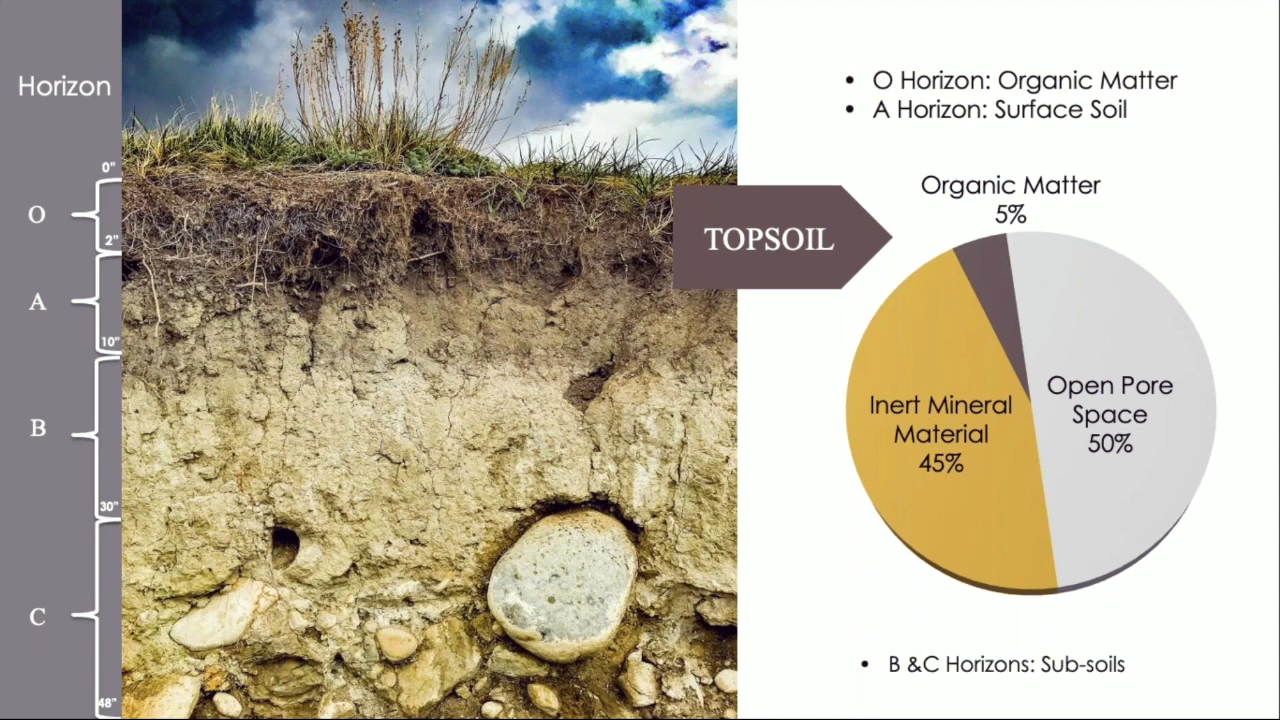 Horizon
0"
O
2"
A
10"
B
30"
C
48"
TOPSOIL
• O Horizon: Organic Matter
• A Horizon: Surface Soil
Organic Matter
5%
Inert Mineral
Material
45%
Open Pore
Space
50%
• B &C Horizons: Sub-soils